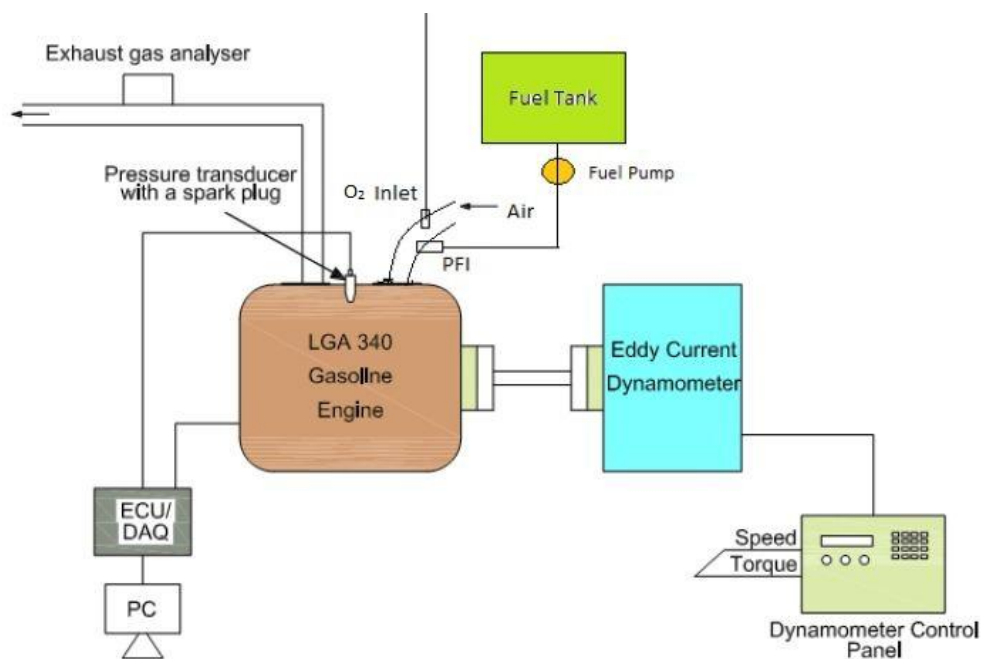 Exhaust gas analyser
Fuel Tank
Pressure transducer
with a spark plug
O₂ Inlet
Air
Fuel Pump
PFI
LGA 340
Gasoline
Engine
Eddy Current
Dynamometer
ECU/
DAQ
PC
Speed
Torque
Dynamometer Control
Panel